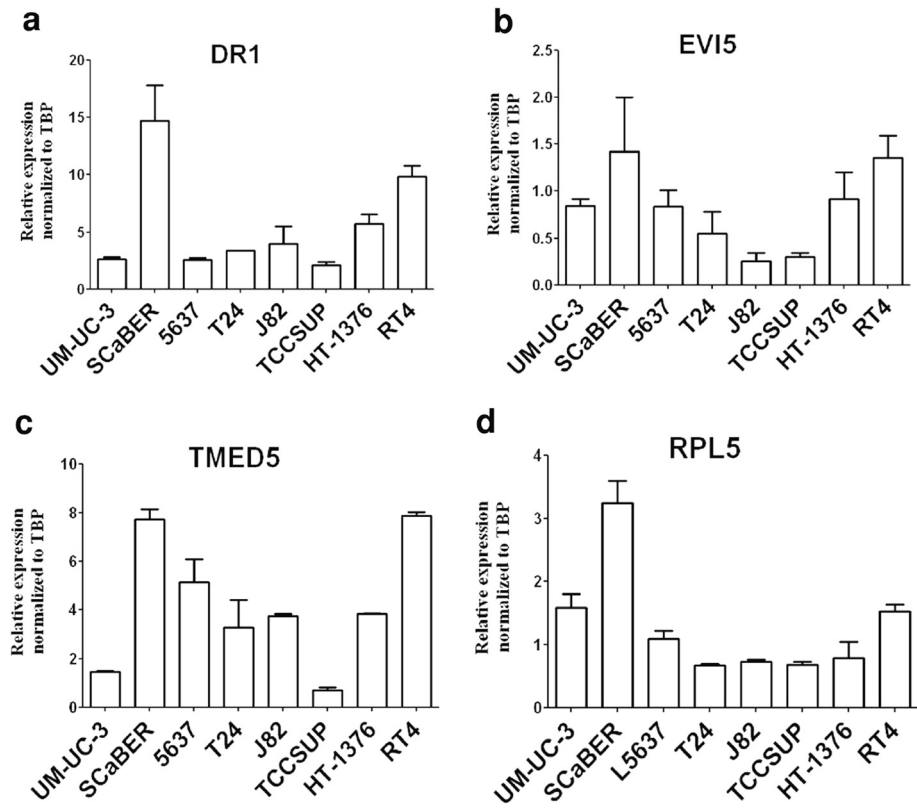 a
DR1
Relative expression
normalized to TBP
20
15
10
5
0
UM-UC-3
SCaBER
5637
T24
J82
TCCSUP
HT-1376
RT4
b
EVI5
Relative expression
normalized to TBP
2.5
2.0
1.5
1.0
0.5
0.0
UM-UC-3
SCaBER
5637
T24
J82
TCCSUP
HT-1376
RT4
c
TMED5
Relative expression
normalized to TBP
10
8
6
4
2
0
UM-UC-3
SCaBER
5637
T24
J82
TCCSUP
HT-1376
RT4
d
RPL5
Relative expression
normalized to TBP
4
3
2
1
0
UM-UC-3
SCaBER
L5637
T24
J82
TCCSUP
HT-1376
RT4